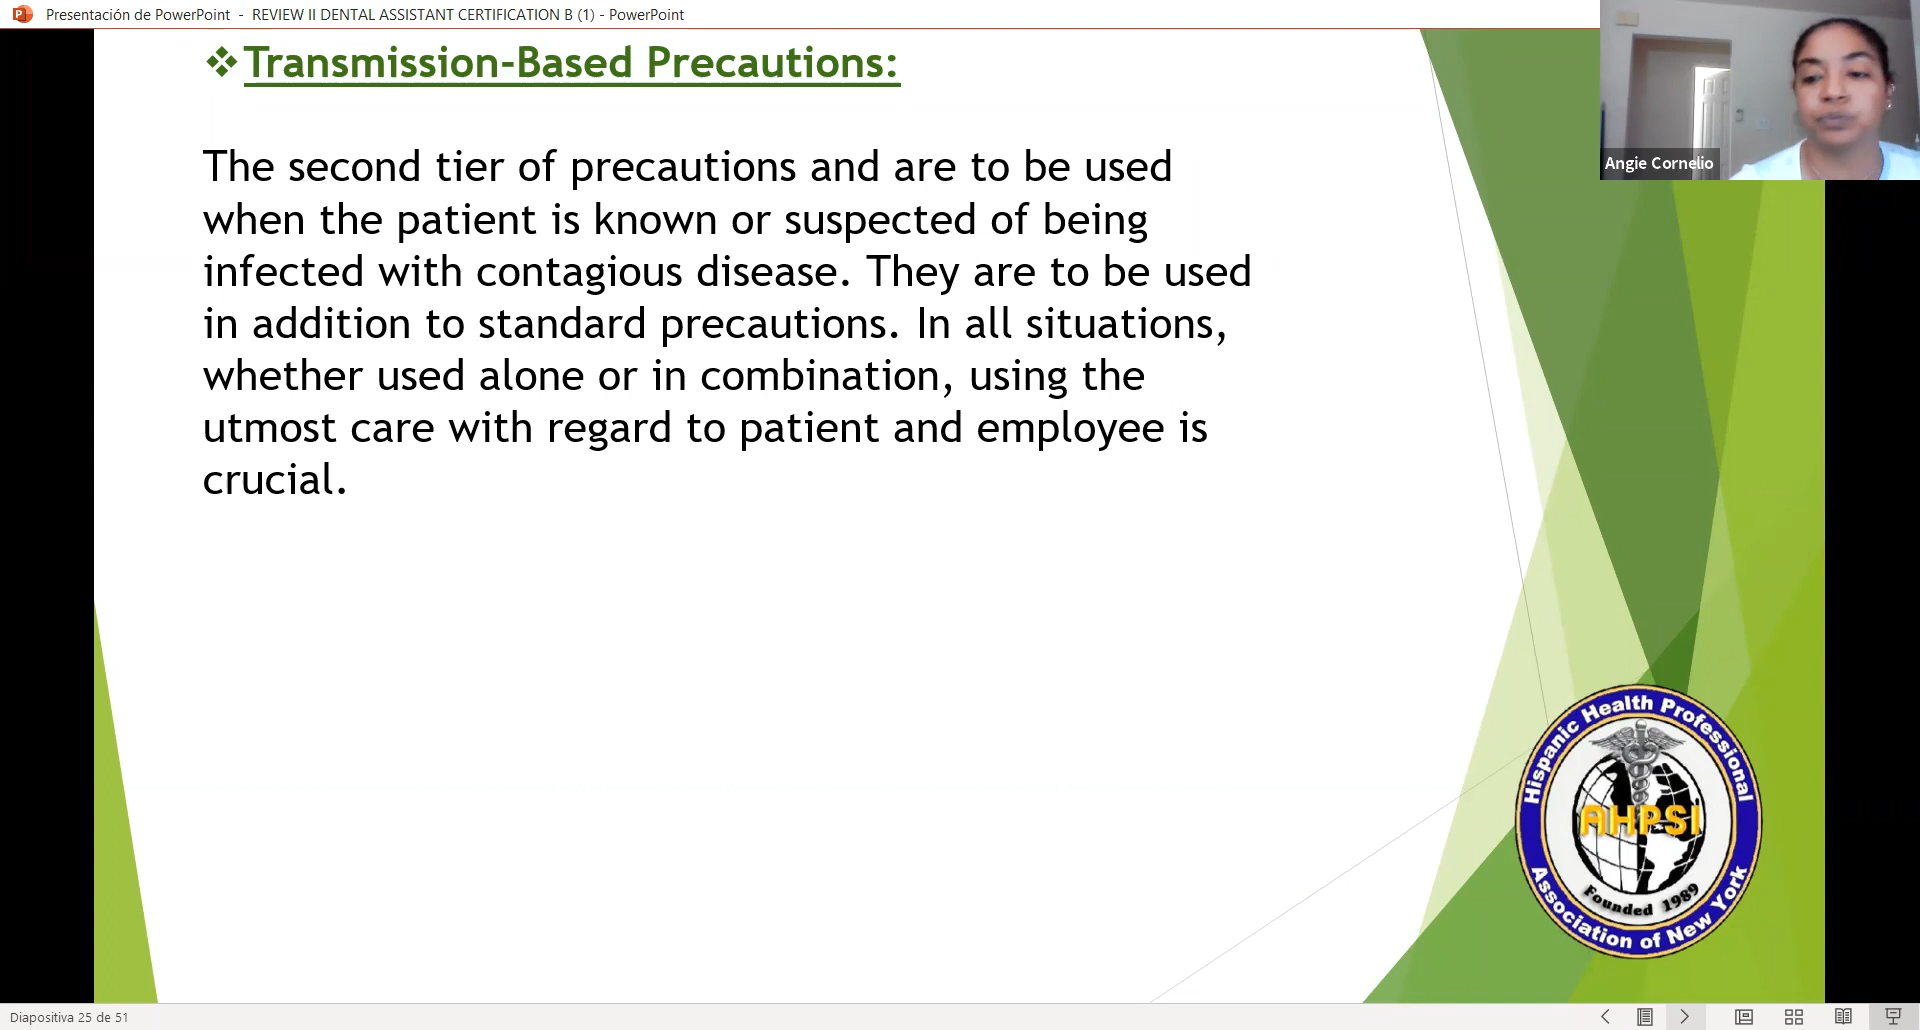 Presentación de PowerPoint - REVIEW II DENTAL ASSISTANT CERTIFICATION B (1) - PowerPoint
Transmission-Based Precautions:
Angie Cornelio
The second tier of precautions and are to be used
when the patient is known or suspected of being
infected with contagious disease. They are to be used
in addition to standard precautions. In all situations,
whether used alone or in combination, using the
utmost care with regard to patient and employee is
crucial.
Hispanic Health Professional
AHPSI
Founded 1989
Association of New York
Diapositiva 25 de 51